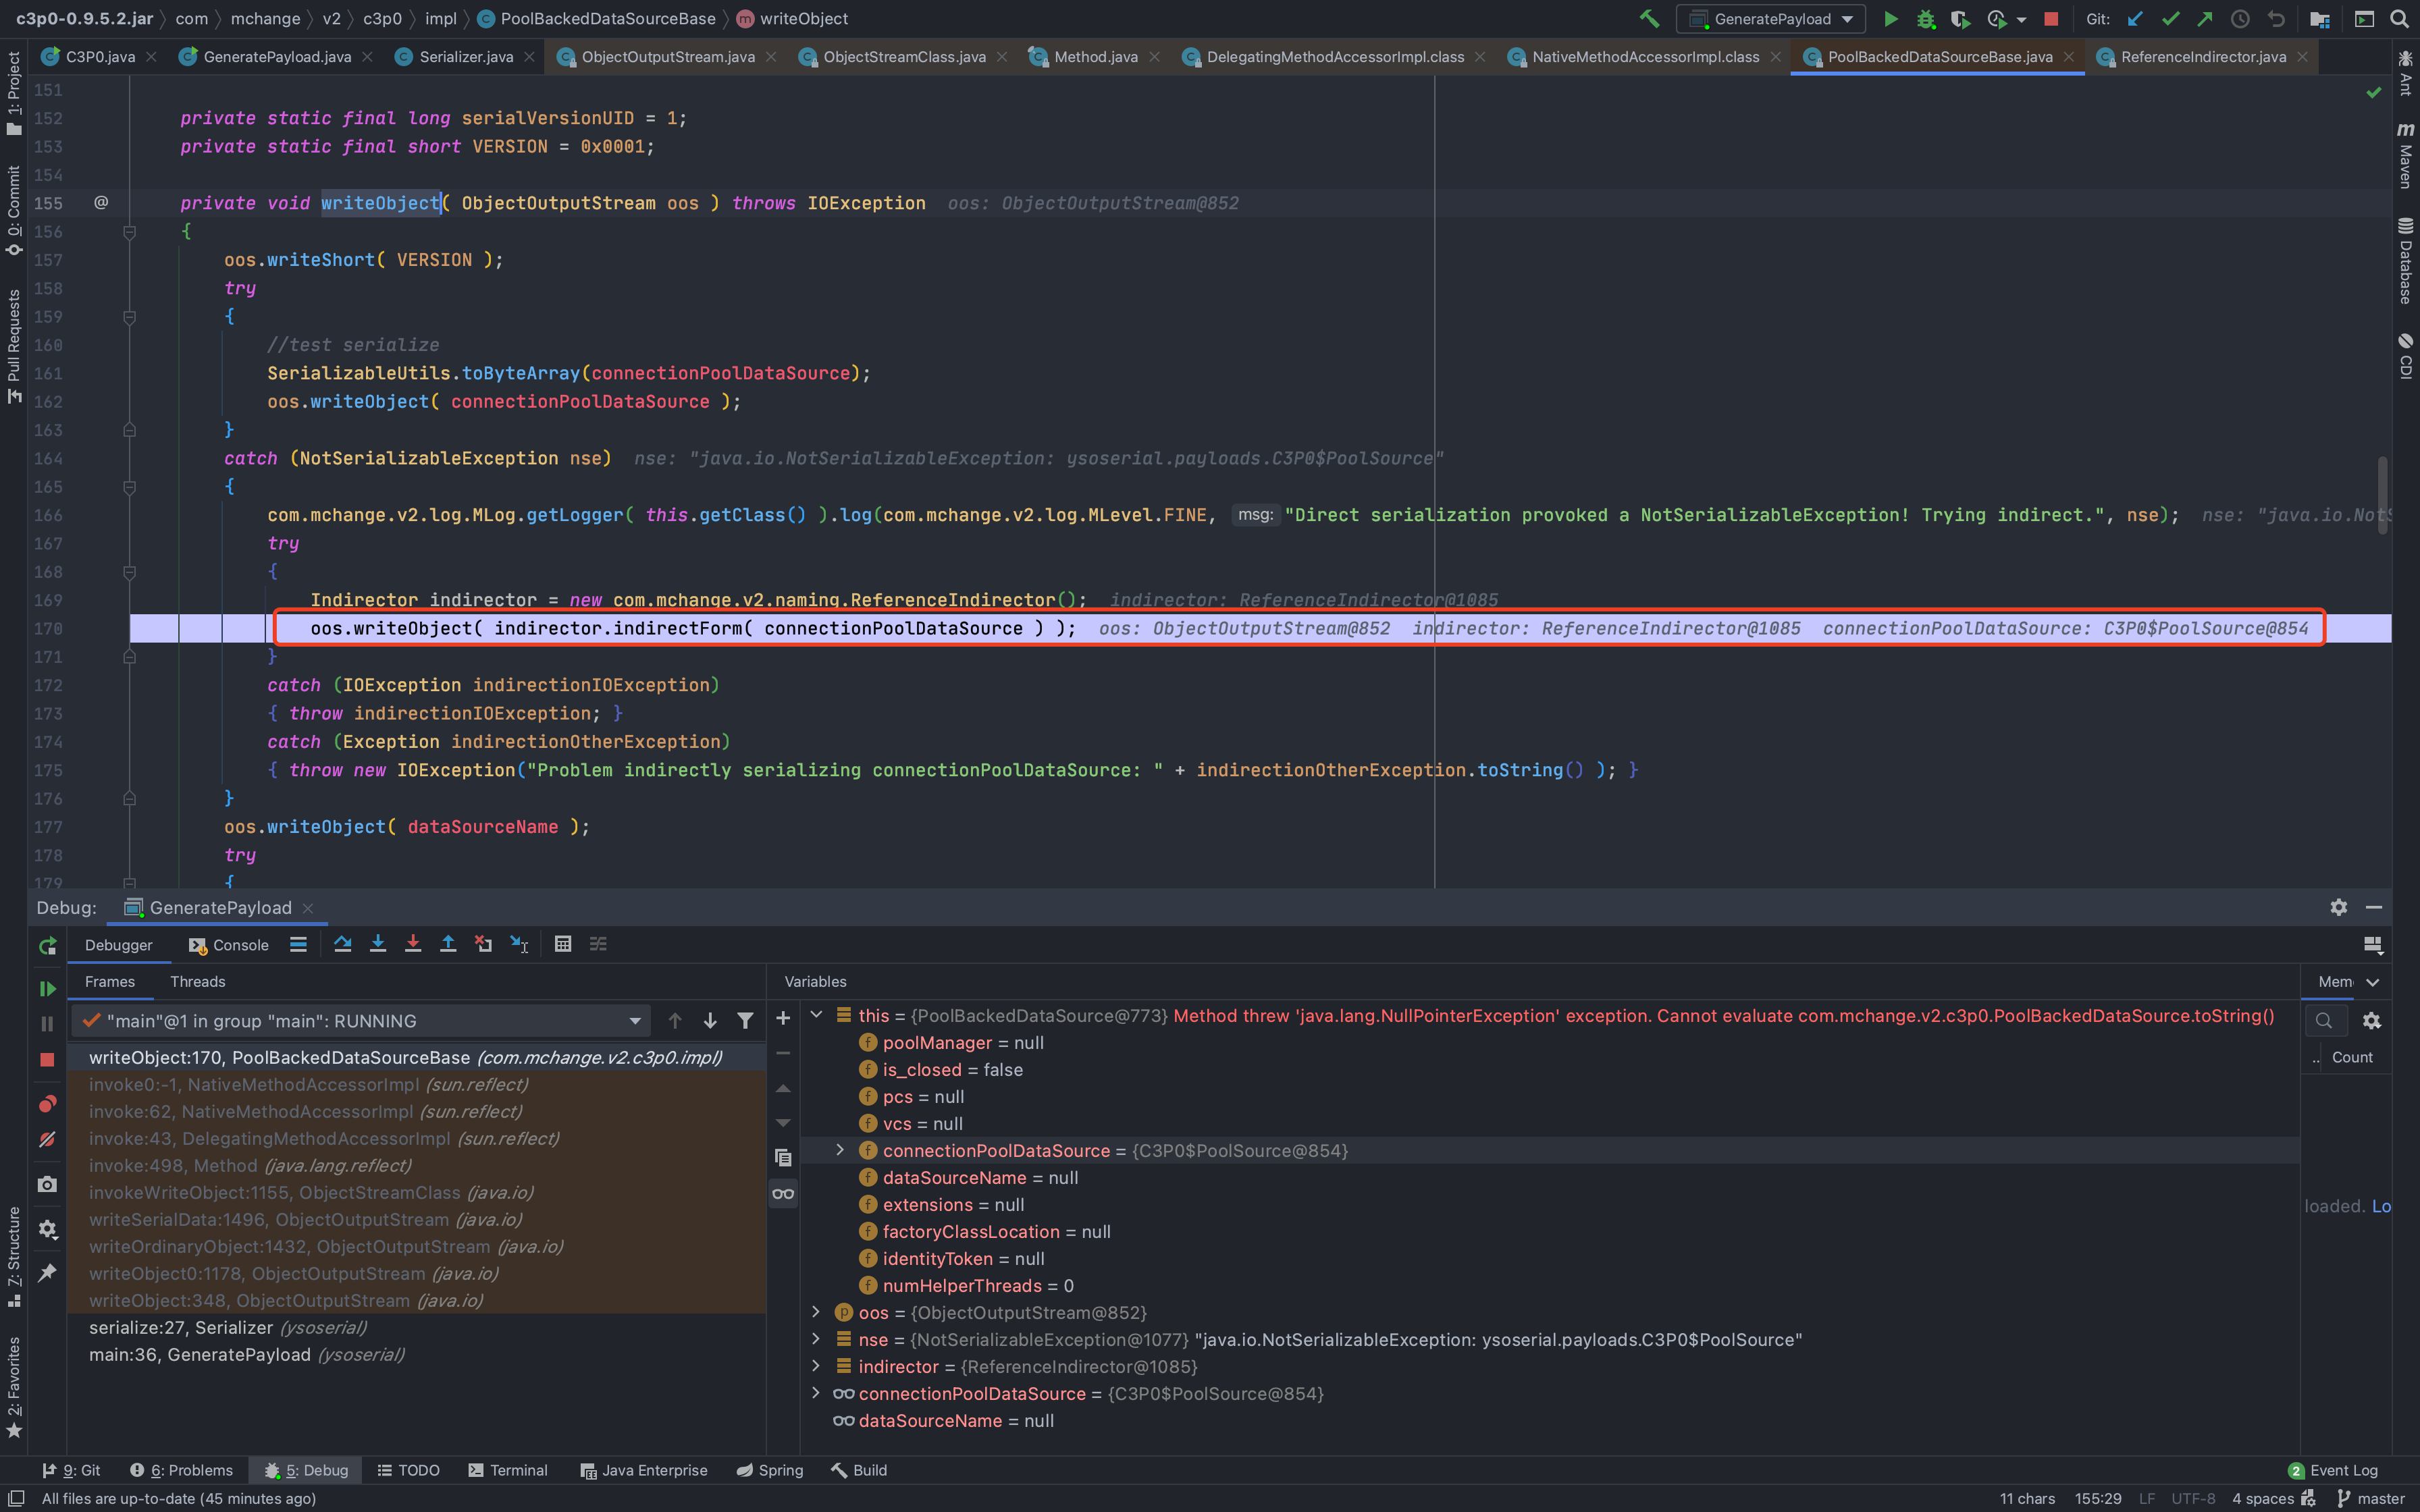 c3p0-0.9.5.2.jar com mchange v2 c3p0 impl PoolBackedDataSourceBase writeObject GeneratePayload Git:
C3P0.java GeneratePayload.java Serializer.java ObjectOutputStream.java ObjectStreamClass.java Method.java DelegatingMethodAccessorImpl.class NativeMethodAccessorImpl.class PoolBackedDataSourceBase.java ReferenceIndirector.java
1: Project
0: Commit
Pull Requests
7: Structure
2: Favorites
Ant
Maven
Database
CDI
151
152 private static final long serialVersionUID = 1;
153 private static final short VERSION = 0x0001;
154
155 @ private void writeObject( ObjectOutputStream oos ) throws IOException oos: ObjectOutputStream@852
156 {
157 oos.writeShort( VERSION );
158 try
159 {
160 //test serialize
161 SerializableUtils.toByteArray(connectionPoolDataSource);
162 oos.writeObject( connectionPoolDataSource );
163 }
164 catch (NotSerializableException nse) nse: "java.io.NotSerializableException: ysoserial.payloads.C3P0$PoolSource"
165 {
166 com.mchange.v2.log.MLog.getLogger( this.getClass() ).log(com.mchange.v2.log.MLevel.FINE, msg: "Direct serialization provoked a NotSerializableException! Trying indirect.", nse); nse: "java.io.NotS
167 try
168 {
169 Indirector indirector = new com.mchange.v2.naming.ReferenceIndirector(); indirector: ReferenceIndirector@1085
170 oos.writeObject( indirector.indirectForm( connectionPoolDataSource ) ); oos: ObjectOutputStream@852 indirector: ReferenceIndirector@1085 connectionPoolDataSource: C3P0$PoolSource@854
171 }
172 catch (IOException indirectionIOException)
173 { throw indirectionIOException; }
174 catch (Exception indirectionOtherException)
175 { throw new IOException("Problem indirectly serializing connectionPoolDataSource: " + indirectionOtherException.toString() ); }
176 }
177 oos.writeObject( dataSourceName );
178 try
179 {
Debug: GeneratePayload
Debugger Console
Frames Threads
"main"@1 in group "main": RUNNING
writeObject:170, PoolBackedDataSourceBase (com.mchange.v2.c3p0.impl)
invoke0:-1, NativeMethodAccessorImpl (sun.reflect)
invoke:62, NativeMethodAccessorImpl (sun.reflect)
invoke:43, DelegatingMethodAccessorImpl (sun.reflect)
invoke:498, Method (java.lang.reflect)
invokeWriteObject:1155, ObjectStreamClass (java.io)
writeSerialData:1496, ObjectOutputStream (java.io)
writeOrdinaryObject:1432, ObjectOutputStream (java.io)
writeObject0:1178, ObjectOutputStream (java.io)
writeObject:348, ObjectOutputStream (java.io)
serialize:27, Serializer (ysoserial)
main:36, GeneratePayload (ysoserial)
Variables
this = {PoolBackedDataSource@773} Method threw 'java.lang.NullPointerException' exception. Cannot evaluate com.mchange.v2.c3p0.PoolBackedDataSource.toString()
f poolManager = null
f is_closed = false
f pcs = null
f vcs = null
f connectionPoolDataSource = {C3P0$PoolSource@854}
f dataSourceName = null
f extensions = null
f factoryClassLocation = null
f identityToken = null
f numHelperThreads = 0
p oos = {ObjectOutputStream@852}
nse = {NotSerializableException@1077} "java.io.NotSerializableException: ysoserial.payloads.C3P0$PoolSource"
indirector = {ReferenceIndirector@1085}
connectionPoolDataSource = {C3P0$PoolSource@854}
dataSourceName = null
Mem
.. Count
loaded. Lo
9: Git 6: Problems 5: Debug TODO Terminal Java Enterprise Spring Build 2 Event Log
All files are up-to-date (45 minutes ago) 11 chars 155:29 LF UTF-8 4 spaces master